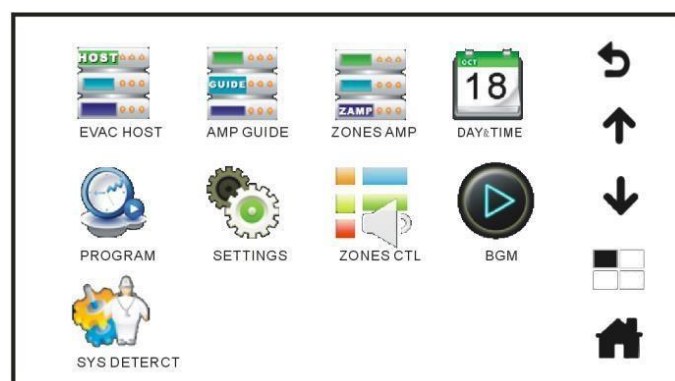 HOST
GUIDE
ZAMP
OCT
18
EVAC HOST
AMP GUIDE
ZONES AMP
DAY&TIME
PROGRAM
SETTINGS
ZONES CTL
BGM
SYS DETERCT